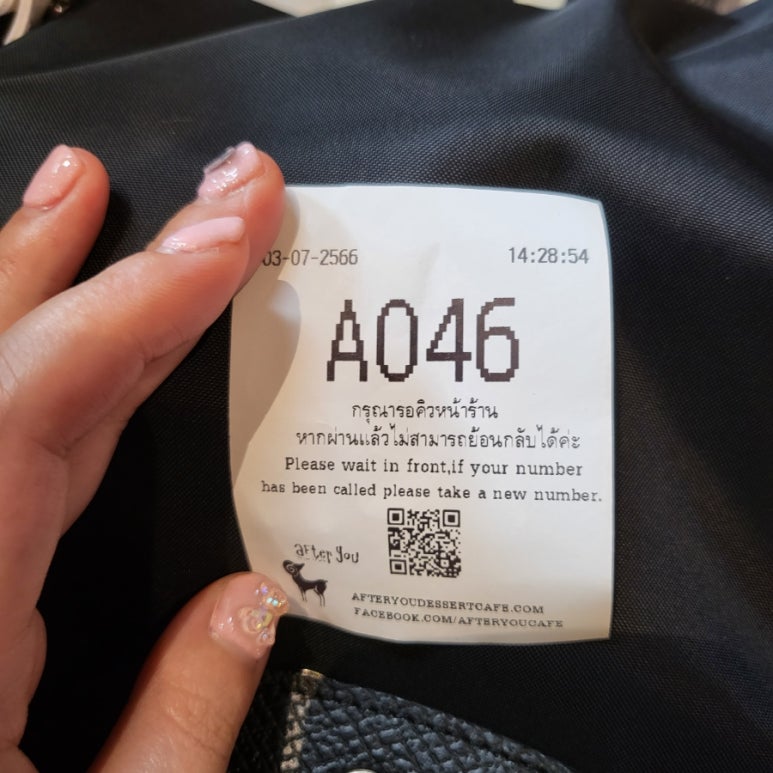 03-07-2566 14:28:54
A046
กรุณารอคิวหน้าร้าน
หากผ่านแล้วไม่สามารถย้อนกลับได้ค่ะ
Please wait in front,if your number
has been called please take a new number.
after you
AFTERYOUDESSERTCAFE.COM
FACEBOOK.COM/AFTERYOUCAFE